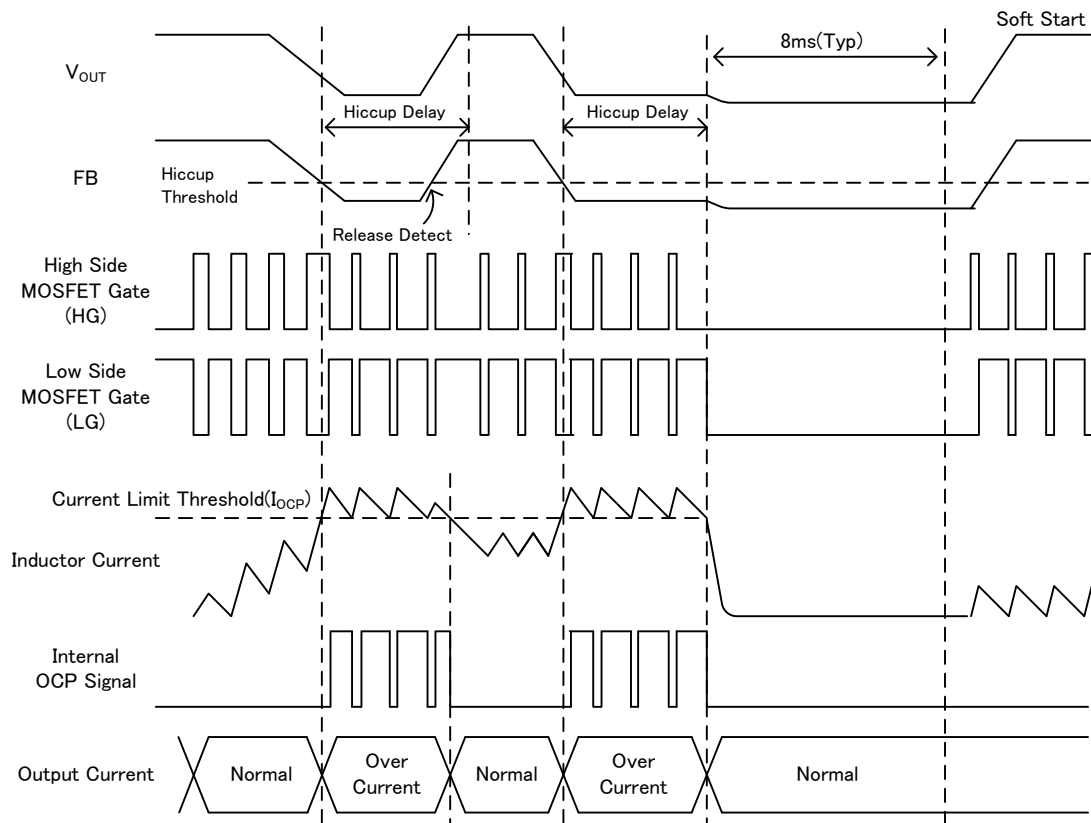 Soft Start
8ms(Typ)
VOUT
Hiccup Delay
Hiccup Delay
FB
Hiccup
Threshold
Release Detect
High Side
MOSFET Gate
(HG)
Low Side
MOSFET Gate
(LG)
Current Limit Threshold(IOCP)
Inductor Current
Internal
OCP Signal
Output Current
Normal
Over
Current
Normal
Over
Current
Normal